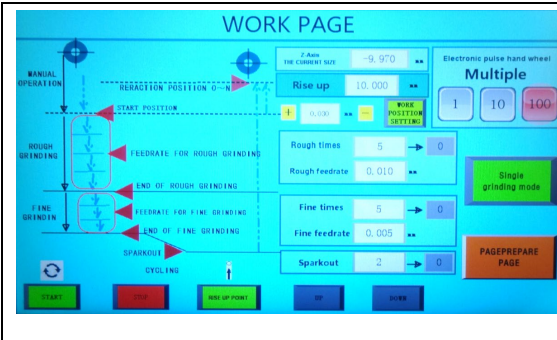 WORK PAGE
Z-Axis
THE CURRENT SIZE
-9.970 mm
Electronic pulse hand wheel
Multiple
1 10 100
MANUAL
OPERATION
RERACTION POSITION 0~N
Rise up 10.000 mm
START POSITION
+ 0.030 mm -
WORK
POSITION
SETTING
ROUGH
GRINDING
FEEDRATE FOR ROUGH GRINDING
Rough times 5 → 0
Rough feedrate 0.010 mm
Single
grinding mode
END OF ROUGH GRINDING
FINE
GRINDIN
FEEDRATE FOR FINE GRINDING
Fine times 5 → 0
Fine feedrate 0.005 mm
END OF FINE GRINDING
SPARKOUT
CYCLING
Sparkout 2 → 0
PAGEPREPARE
PAGE
START
STOP
RISE UP POINT
UP
DOWN